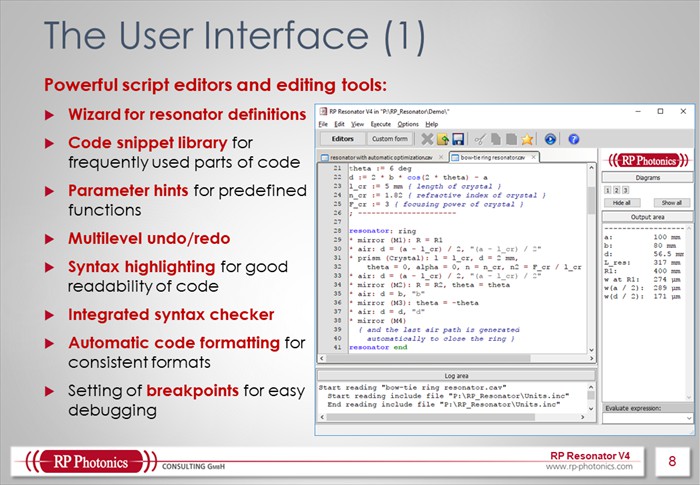 The User Interface (1)
Powerful script editors and editing tools:
Wizard for resonator definitions
Code snippet library for
frequently used parts of code
Parameter hints for predefined
functions
Multilevel undo/redo
Syntax highlighting for good
readability of code
Integrated syntax checker
Automatic code formatting for
consistent formats
Setting of breakpoints for easy
debugging
RP Resonator V4 in "P:\RP_Resonator\Demo\"
File Edit View Execute Options Help
Editors Custom form
resonator with automatic optimization.cav bow-tie ring resonator.cav
21 theta := 6 deg
22 d := 2 * b * cos(2 * theta) - a
23 l_cr := 5 mm { length of crystal }
24 n_cr := 1.82 { refractive index of crystal }
25 F_cr := 3 { focusing power of crystal }
26 ; -----------------------
27
28 resonator: ring
29 * mirror (M1): R = R1
30 * air: d = (a - l_cr) / 2, "(a - l_cr) / 2"
31 * prism (Crystal): l = l_cr, d = 2 mm,
32 theta = 0, alpha = 0, n = n_cr, n2 = F_cr / l_cr
33 * air: d = (a - l_cr) / 2, "(a - l_cr) / 2"
34 * mirror (M2): R = R2, theta = theta
35 * air: d = b, "b"
36 * mirror (M3): theta = -theta
37 * air: d = d, "d"
38 * mirror (M4)
39 { and the last air path is generated
40 automatically to close the ring }
41 resonator end
Log area
Start reading "bow-tie ring resonator.cav"
Start reading include file "P:\RP_Resonator\Units.inc"
End reading include file "P:\RP_Resonator\Units.inc"
RP Photonics
Diagrams
1 2 3
Hide all Show all
Output area
a: 100 mm
b: 80 mm
d: 56.5 mm
L_res: 317 mm
R1: 400 mm
w at R1: 274 µm
w(a / 2): 289 µm
w(d / 2): 171 µm
Evaluate expression:
RP Photonics CONSULTING GmbH
RP Resonator V4
www.rp-photonics.com
8